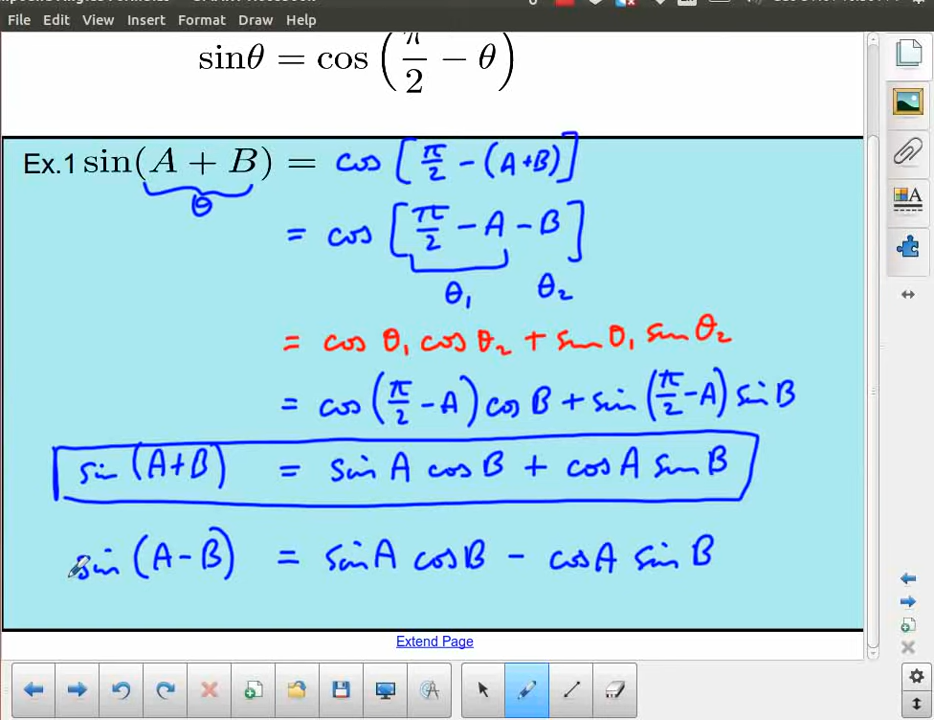 File Edit View Insert Format Draw Help
sinθ = cos (π/2 − θ)
Ex.1 sin(A + B) = cos [π/2 − (A+B)]
θ
= cos [π/2 − A − B]
θ₁ θ₂
= cos θ₁ cos θ₂ + sin θ₁ sin θ₂
= cos (π/2 − A) cos B + sin (π/2 − A) sin B
sin (A+B) = sin A cos B + cos A sin B
sin (A − B) = sin A cos B − cos A sin B
Extend Page